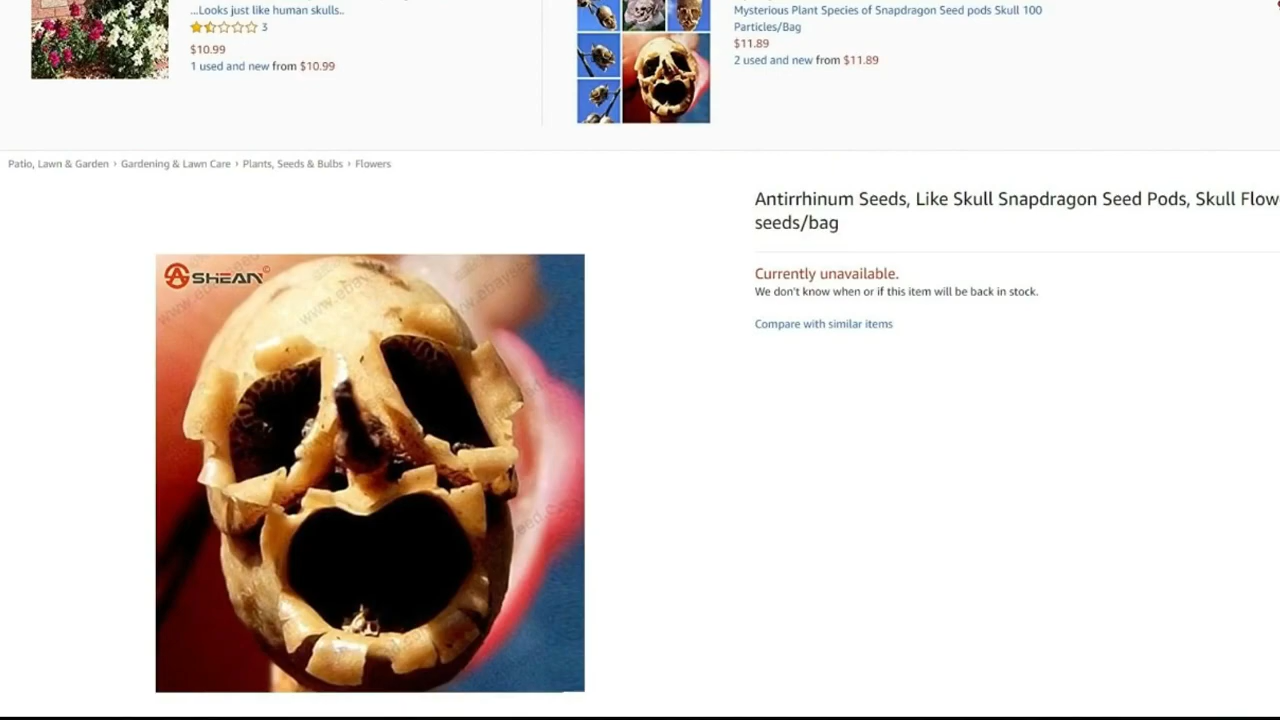 ...Looks just like human skulls..
3
$10.99
1 used and new from $10.99
Mysterious Plant Species of Snapdragon Seed pods Skull 100
Particles/Bag
$11.89
2 used and new from $11.89
Patio, Lawn & Garden › Gardening & Lawn Care › Plants, Seeds & Bulbs › Flowers
Antirrhinum Seeds, Like Skull Snapdragon Seed Pods, Skull Flow
seeds/bag
Currently unavailable.
We don't know when or if this item will be back in stock.
Compare with similar items
ASHEAN©